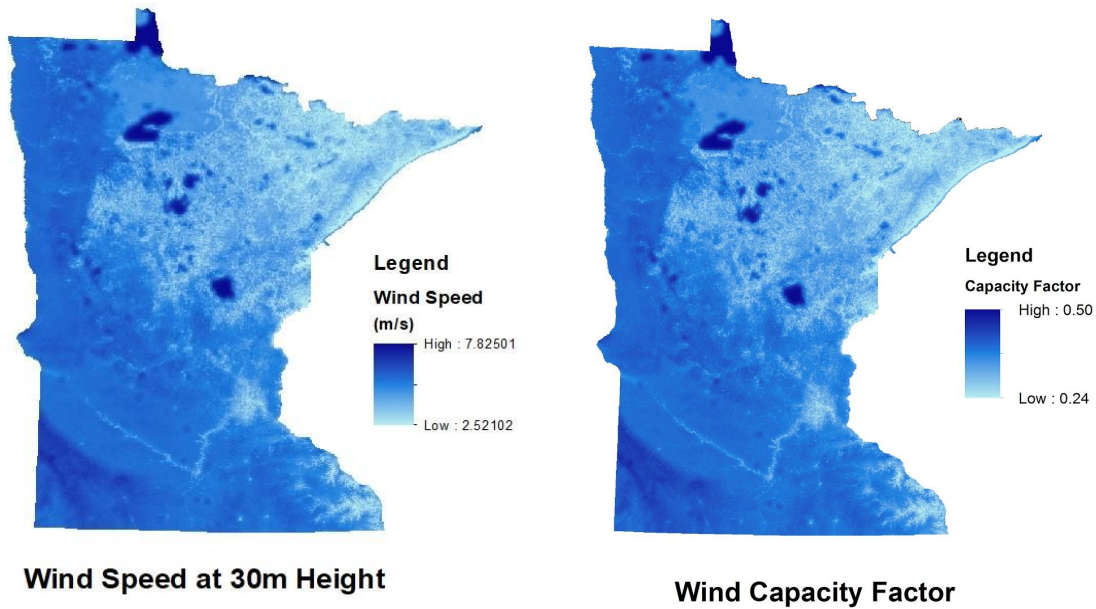 Legend
Wind Speed
(m/s)
High : 7.82501
Low : 2.52102
Wind Speed at 30m Height
Legend
Capacity Factor
High : 0.50
Low : 0.24
Wind Capacity Factor